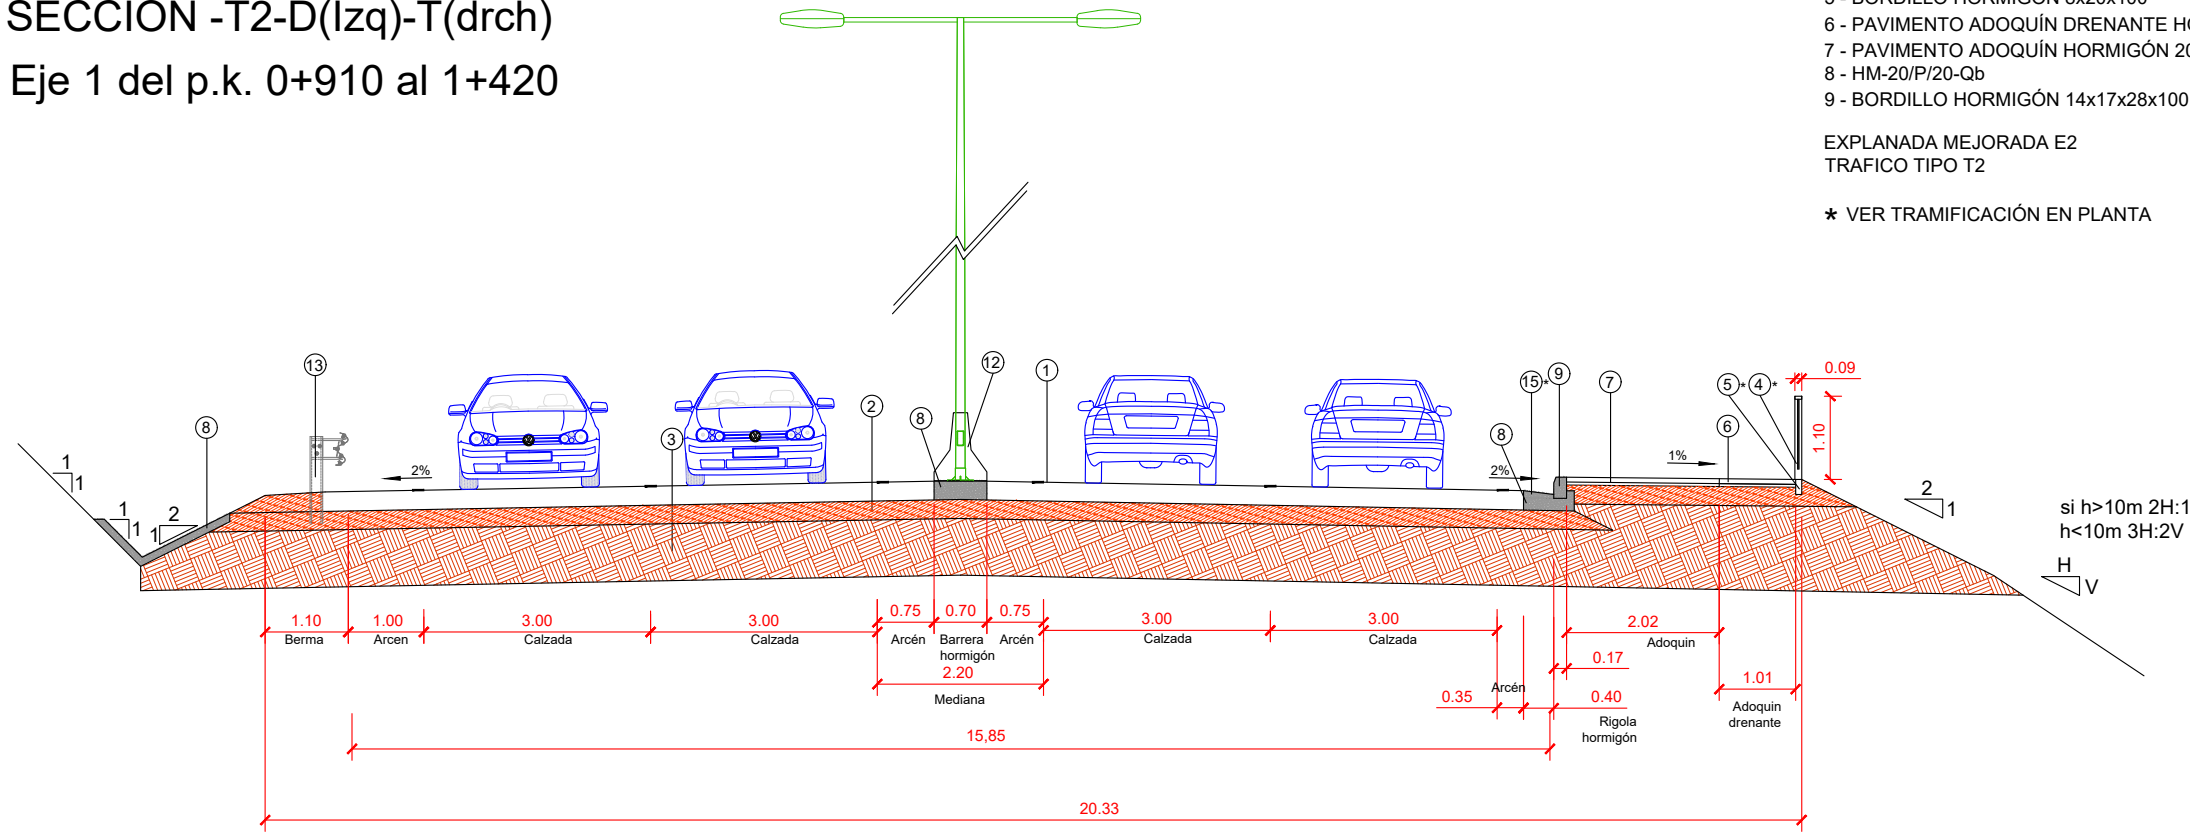 SECCIÓN -T2-D(Izq)-T(drch)
Eje 1 del p.k. 0+910 al 1+420
6 - PAVIMENTO ADOQUÍN DRENANTE
7 - PAVIMENTO ADOQUÍN HORMIGÓN
8 - HM-20/P/20-Qb
9 - BORDILLO HORMIGÓN 14x17x28x100
EXPLANADA MEJORADA E2
TRAFICO TIPO T2
* VER TRAMIFICACIÓN EN PLANTA
13
12
1
15*
9
7
5*
4*
0.09
8
2
3
8
8
6
1.10
1
1
1
1
2
1
2%
2%
1%
2
1
si h>10m 2H:1
h<10m 3H:2V
H
V
1.10
1.00
3.00
3.00
0.75
0.70
0.75
3.00
3.00
2.02
Berma
Arcen
Calzada
Calzada
Arcén
Barrera
hormigón
Arcén
Calzada
Calzada
Adoquin
0.17
2.20
Mediana
0.35
Arcén
0.40
Rigola
hormigón
1.01
Adoquin
drenante
15,85
20.33